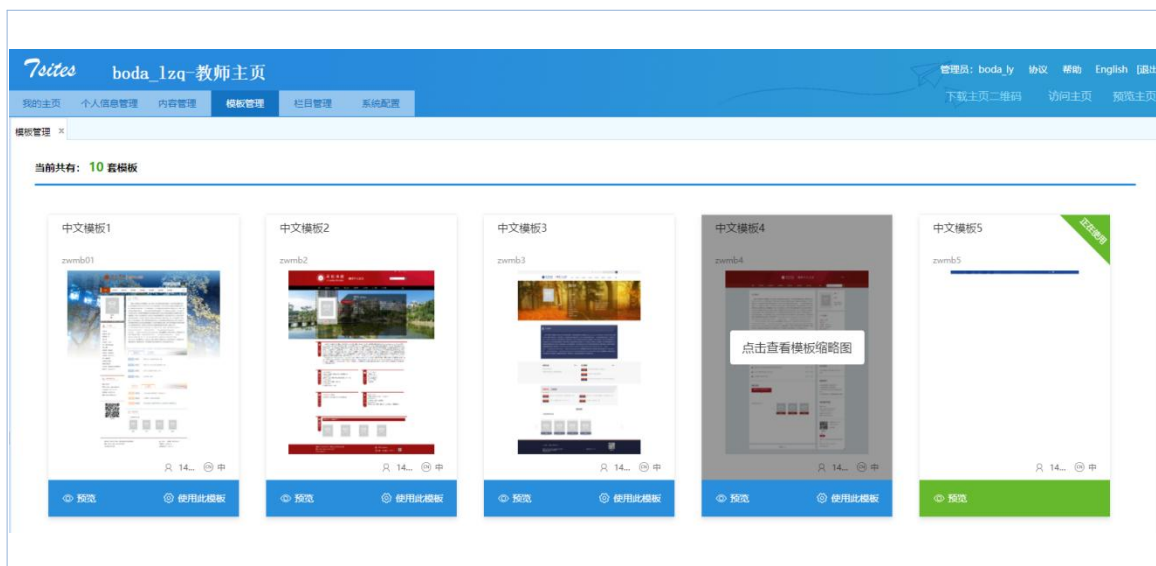 Tsites boda_lzq-教师主页
管理员：boda_ly 协议 帮助 English [退出
我的主页 个人信息管理 内容管理 模板管理 栏目管理 系统配置
下载主页二维码 访问主页 预览主页
模板管理 ×
当前共有： 10 套模板
中文模板1 中文模板2 中文模板3 中文模板4 中文模板5 正在使用
zwmb01 zwmb2 zwmb3 zwmb4 zwmb5
点击查看模板缩略图
14... 中 14... 中 14... 中 14... 中 14... 中
预览 使用此模板 预览 使用此模板 预览 使用此模板 预览 使用此模板 预览